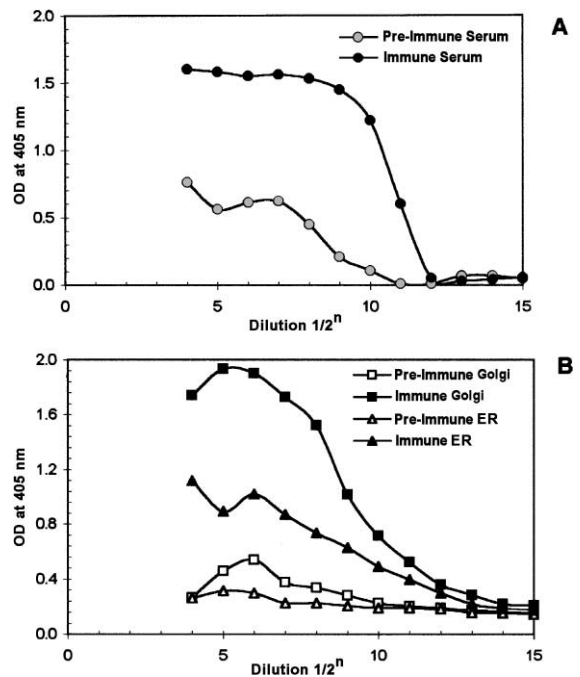 A
Pre-Immune Serum
Immune Serum
OD at 405 nm
2.0
1.5
1.0
0.5
0.0
0 5 10 15
Dilution 1/2ⁿ
B
Pre-Immune Golgi
Immune Golgi
Pre-Immune ER
Immune ER
OD at 405 nm
2.0
1.6
1.2
0.8
0.4
0.0
0 5 10 15
Dilution 1/2ⁿ